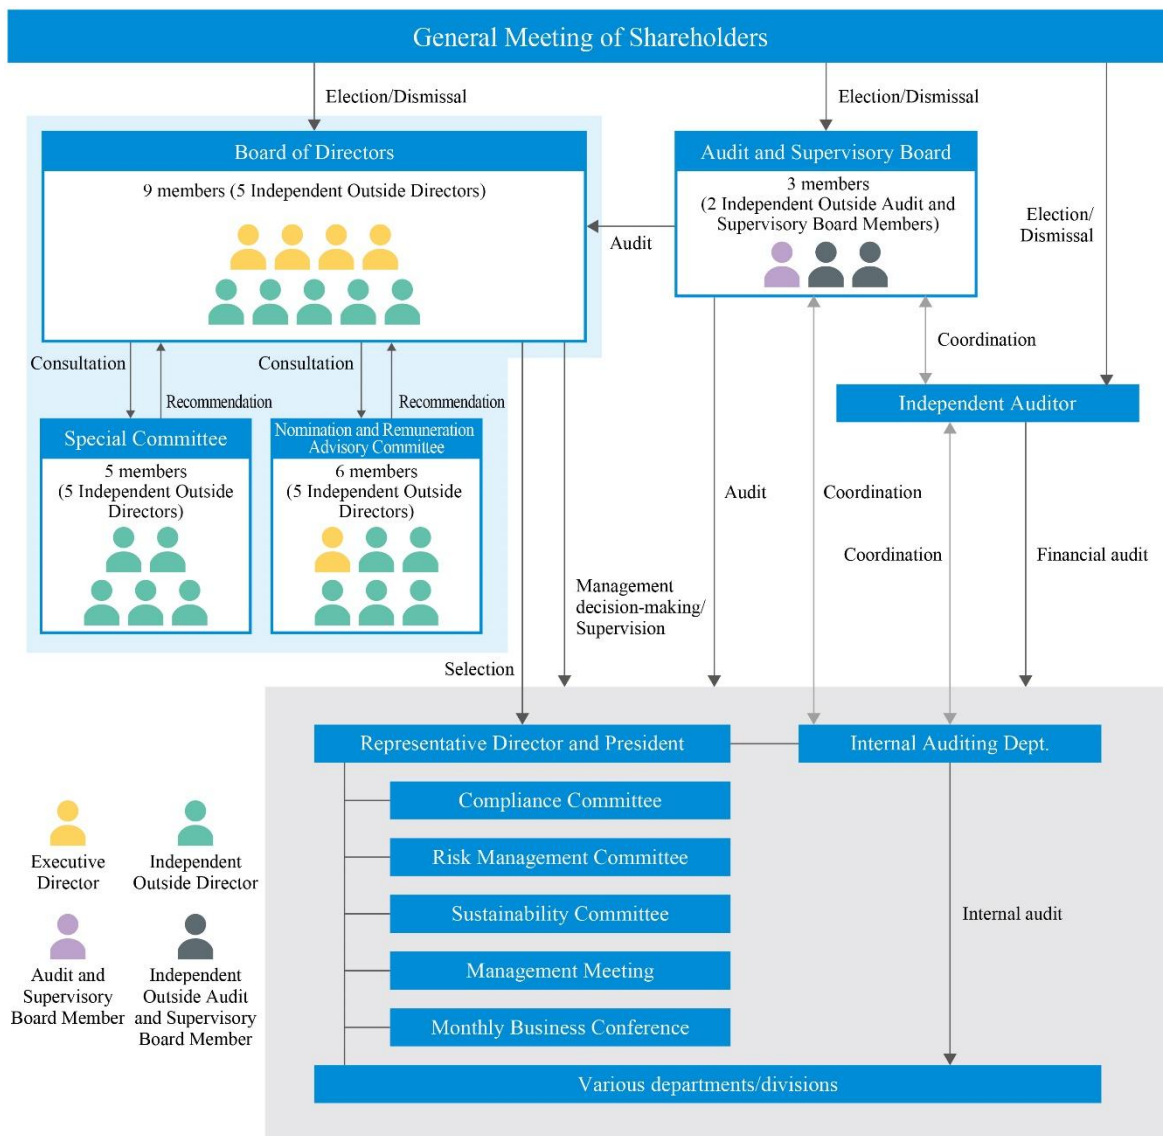 General Meeting of Shareholders
Election/Dismissal
Election/Dismissal
Board of Directors
9 members (5 Independent Outside Directors)
Audit and Supervisory Board
3 members
(2 Independent Outside Audit and
Supervisory Board Members)
Election/
Dismissal
Audit
Coordination
Consultation
Recommendation
Consultation
Recommendation
Independent Auditor
Special Committee
5 members
(5 Independent Outside
Directors)
Nomination and Remuneration
Advisory Committee
6 members
(5 Independent Outside
Directors)
Audit
Coordination
Coordination
Financial audit
Management
decision-making/
Supervision
Selection
Representative Director and President
Internal Auditing Dept.
Compliance Committee
Risk Management Committee
Sustainability Committee
Management Meeting
Monthly Business Conference
Internal audit
Various departments/divisions
Executive
Director
Independent
Outside Director
Audit and
Supervisory
Board Member
Independent
Outside Audit
and Supervisory
Board Member